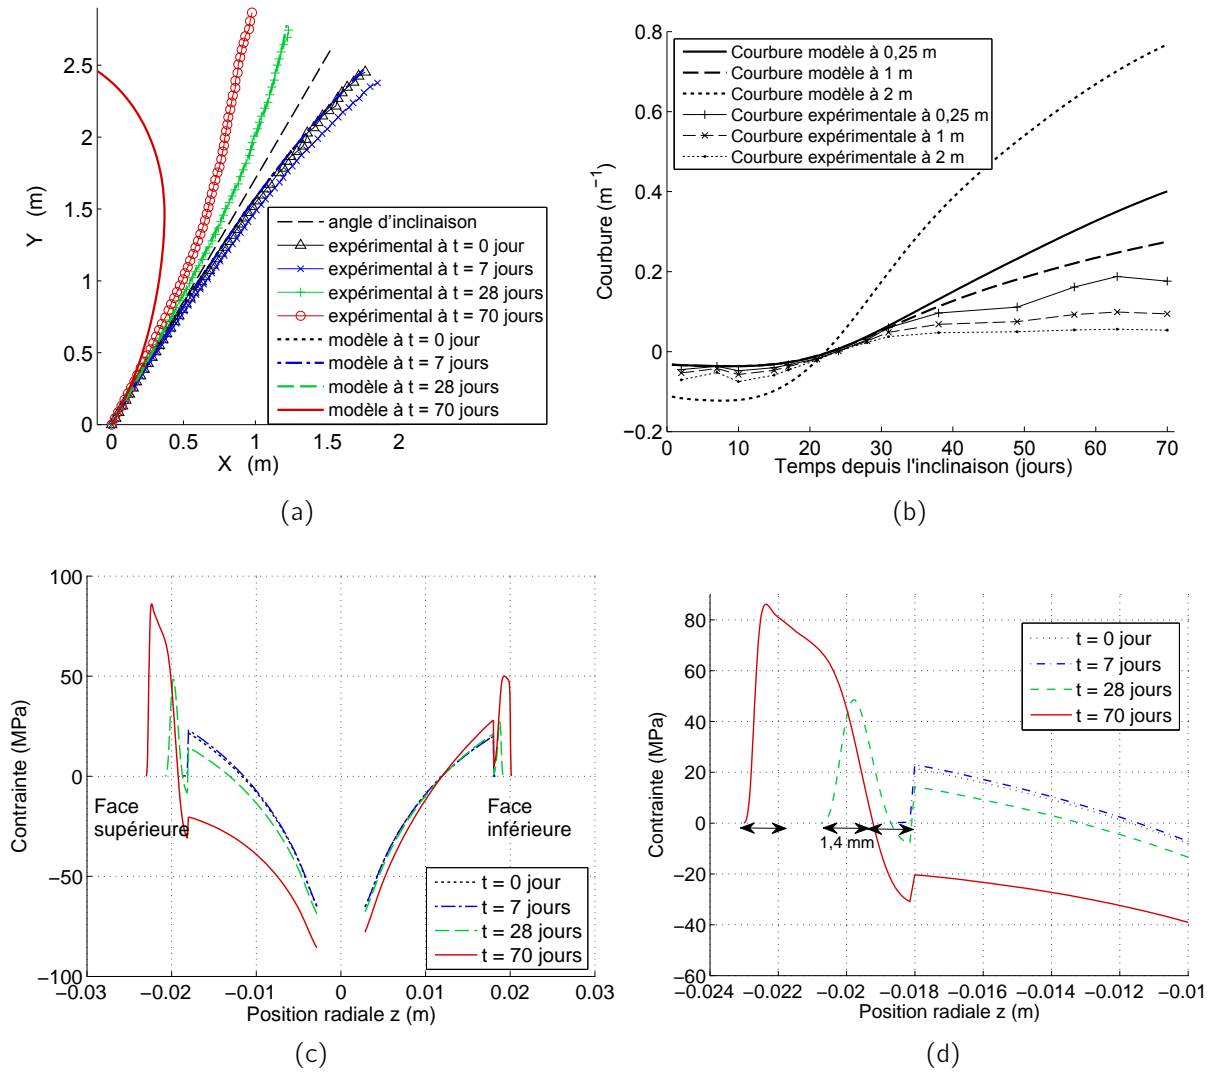 2.5
2
1.5
1
0.5
0
Y (m)
0
0.5
1
1.5
2
X (m)
angle d'inclinaison
expérimental à t = 0 jour
expérimental à t = 7 jours
expérimental à t = 28 jours
expérimental à t = 70 jours
modèle à t = 0 jour
modèle à t = 7 jours
modèle à t = 28 jours
modèle à t = 70 jours
(a)
0.8
0.6
0.4
0.2
0
−0.2
Courbure (m⁻¹)
Courbure modèle à 0,25 m
Courbure modèle à 1 m
Courbure modèle à 2 m
Courbure expérimentale à 0,25 m
Courbure expérimentale à 1 m
Courbure expérimentale à 2 m
0
10
20
30
40
50
60
70
Temps depuis l'inclinaison (jours)
(b)
100
50
0
−50
−100
Contrainte (MPa)
Face
supérieure
Face
inférieure
t = 0 jour
t = 7 jours
t = 28 jours
t = 70 jours
−0.03
−0.02
−0.01
0
0.01
0.02
0.03
Position radiale z (m)
(c)
80
60
40
20
0
−20
−40
−60
Contrainte (MPa)
1,4 mm
t = 0 jour
t = 7 jours
t = 28 jours
t = 70 jours
−0.024
−0.022
−0.02
−0.018
−0.016
−0.014
−0.012
−0.01
Position radiale z (m)
(d)